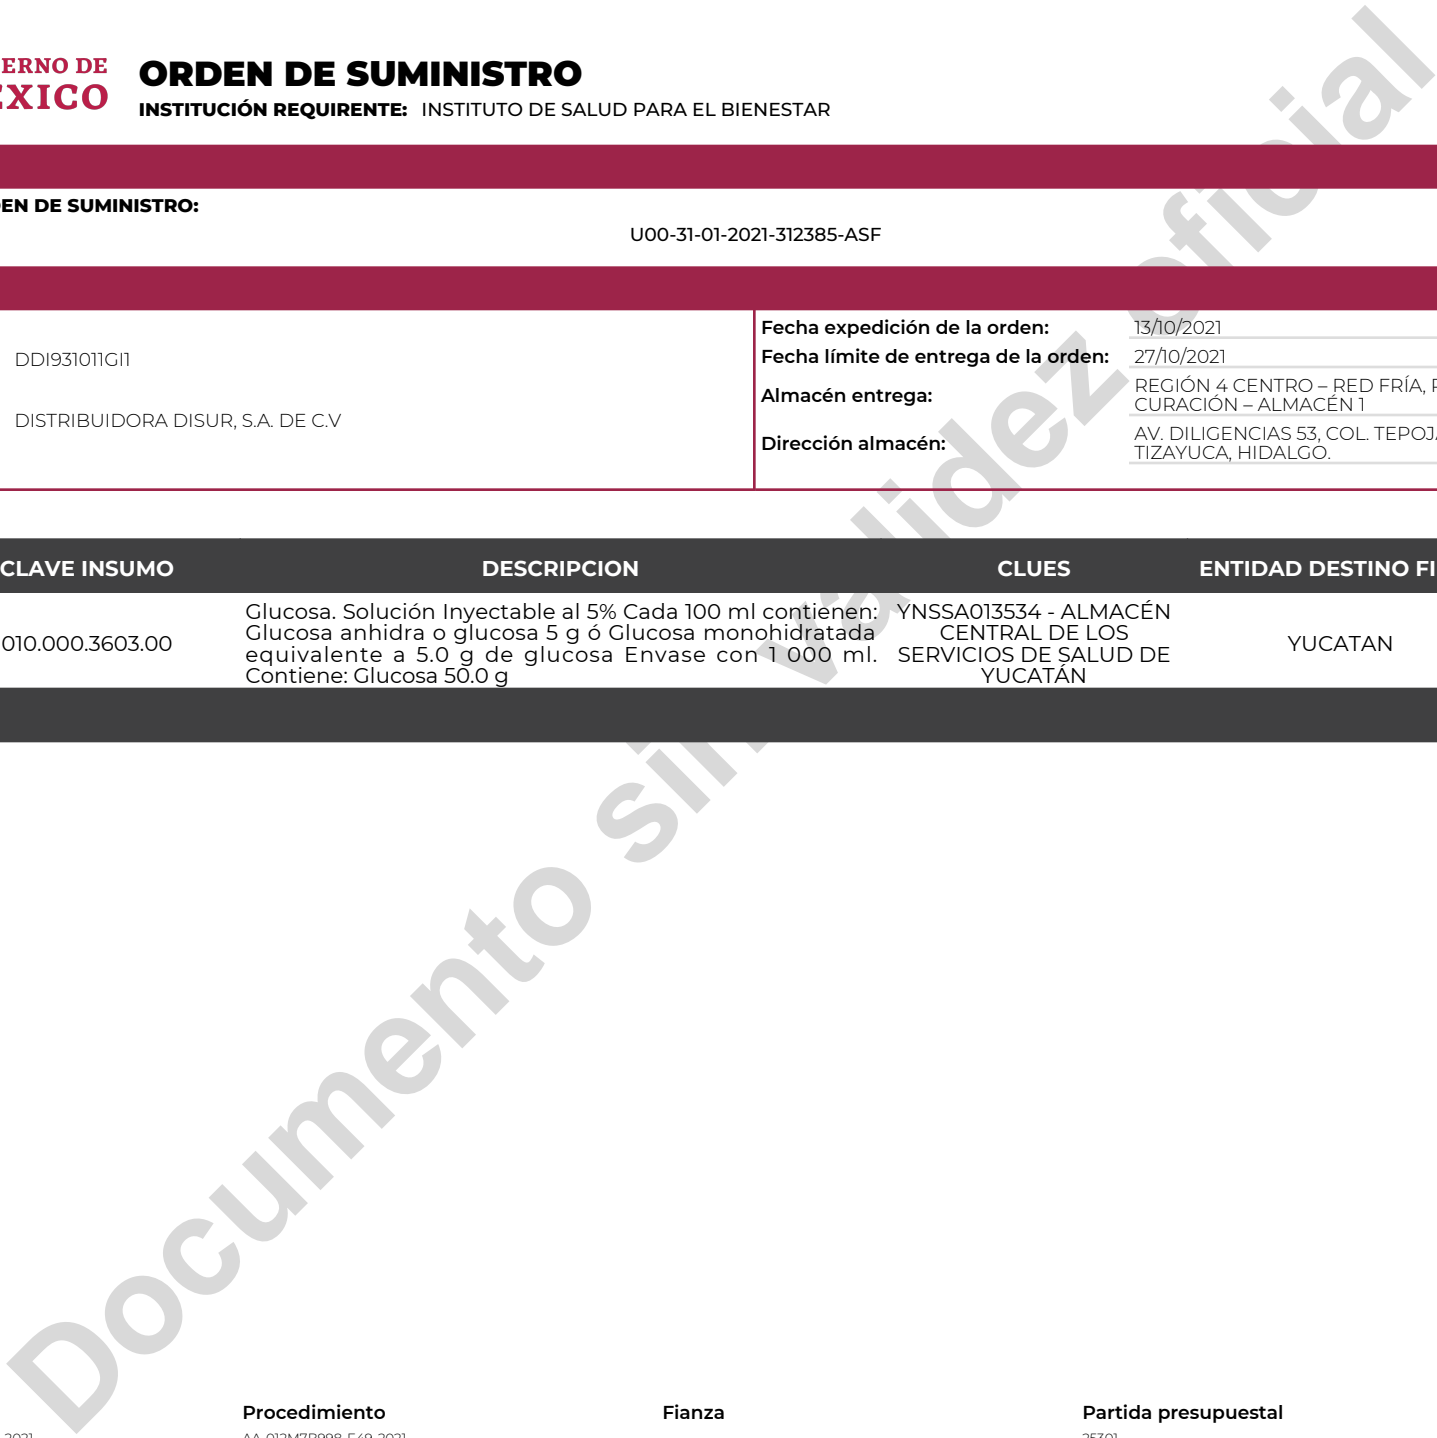 ERNO DE
ORDEN DE SUMINISTRO
INSTITUCIÓN REQUIRENTE: INSTITUTO DE SALUD PARA EL BIENESTAR
EN DE SUMINISTRO:
U00-31-01-2021-312385-ASF
DDI931011GI1
DISTRIBUIDORA DISUR, S.A. DE C.V
Fecha expedición de la orden: 13/10/2021
Fecha límite de entrega de la orden: 27/10/2021
Almacén entrega: REGIÓN 4 CENTRO – RED FRÍA,
CURACIÓN – ALMACÉN 1
Dirección almacén: AV. DILIGENCIAS 53, COL.
TIZAYUCA, HIDALGO.
CLAVE INSUMO DESCRIPCION CLUES ENTIDAD DESTINO
010.000.3603.00
Glucosa. Solución Inyectable al 5% Cada 100 ml contienen:
Glucosa anhidra o glucosa 5 g ó Glucosa monohidratada
equivalente a 5.0 g de glucosa Envase con 1 000 ml.
Contiene: Glucosa 50.0 g
YNSSA013534 - ALMACÉN
CENTRAL DE LOS
SERVICIOS DE SALUD DE
YUCATÁN
YUCATAN
Documento sin validez oficial
Procedimiento Fianza Partida presupuestal